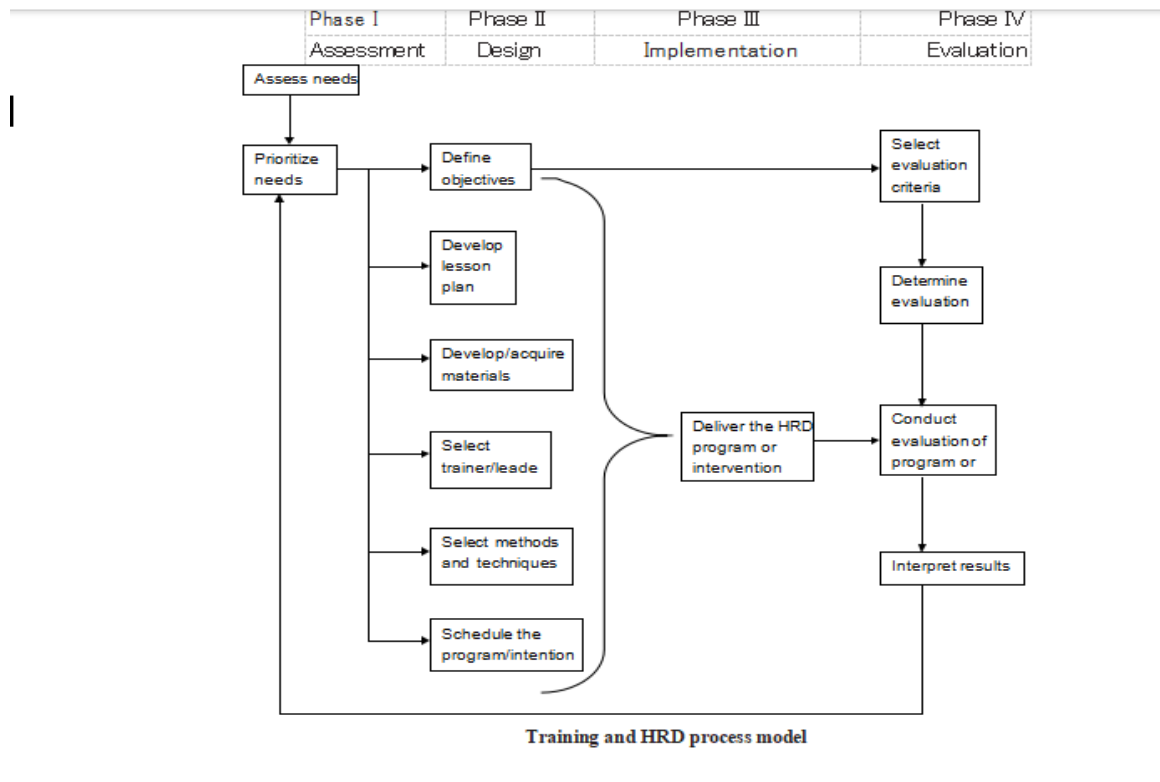 Phase Ⅰ Phase Ⅱ Phase Ⅲ Phase Ⅳ
Assessment Design Implementation Evaluation
Assess needs
Prioritize
needs
Define
objectives
Develop
lesson
plan
Develop/acquire
materials
Select
trainer/leade
Select methods
and techniques
Schedule the
program/intention
Deliver the HRD
program or
intervention
Select
evaluation
criteria
Determine
evaluation
Conduct
evaluation of
program or
Interpret results
Training and HRD process model